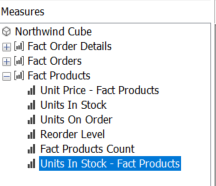 Measures
Northwind Cube
Fact Order Details
Fact Orders
Fact Products
Unit Price - Fact Products
Units In Stock
Units On Order
Reorder Level
Fact Products Count
Units In Stock - Fact Products